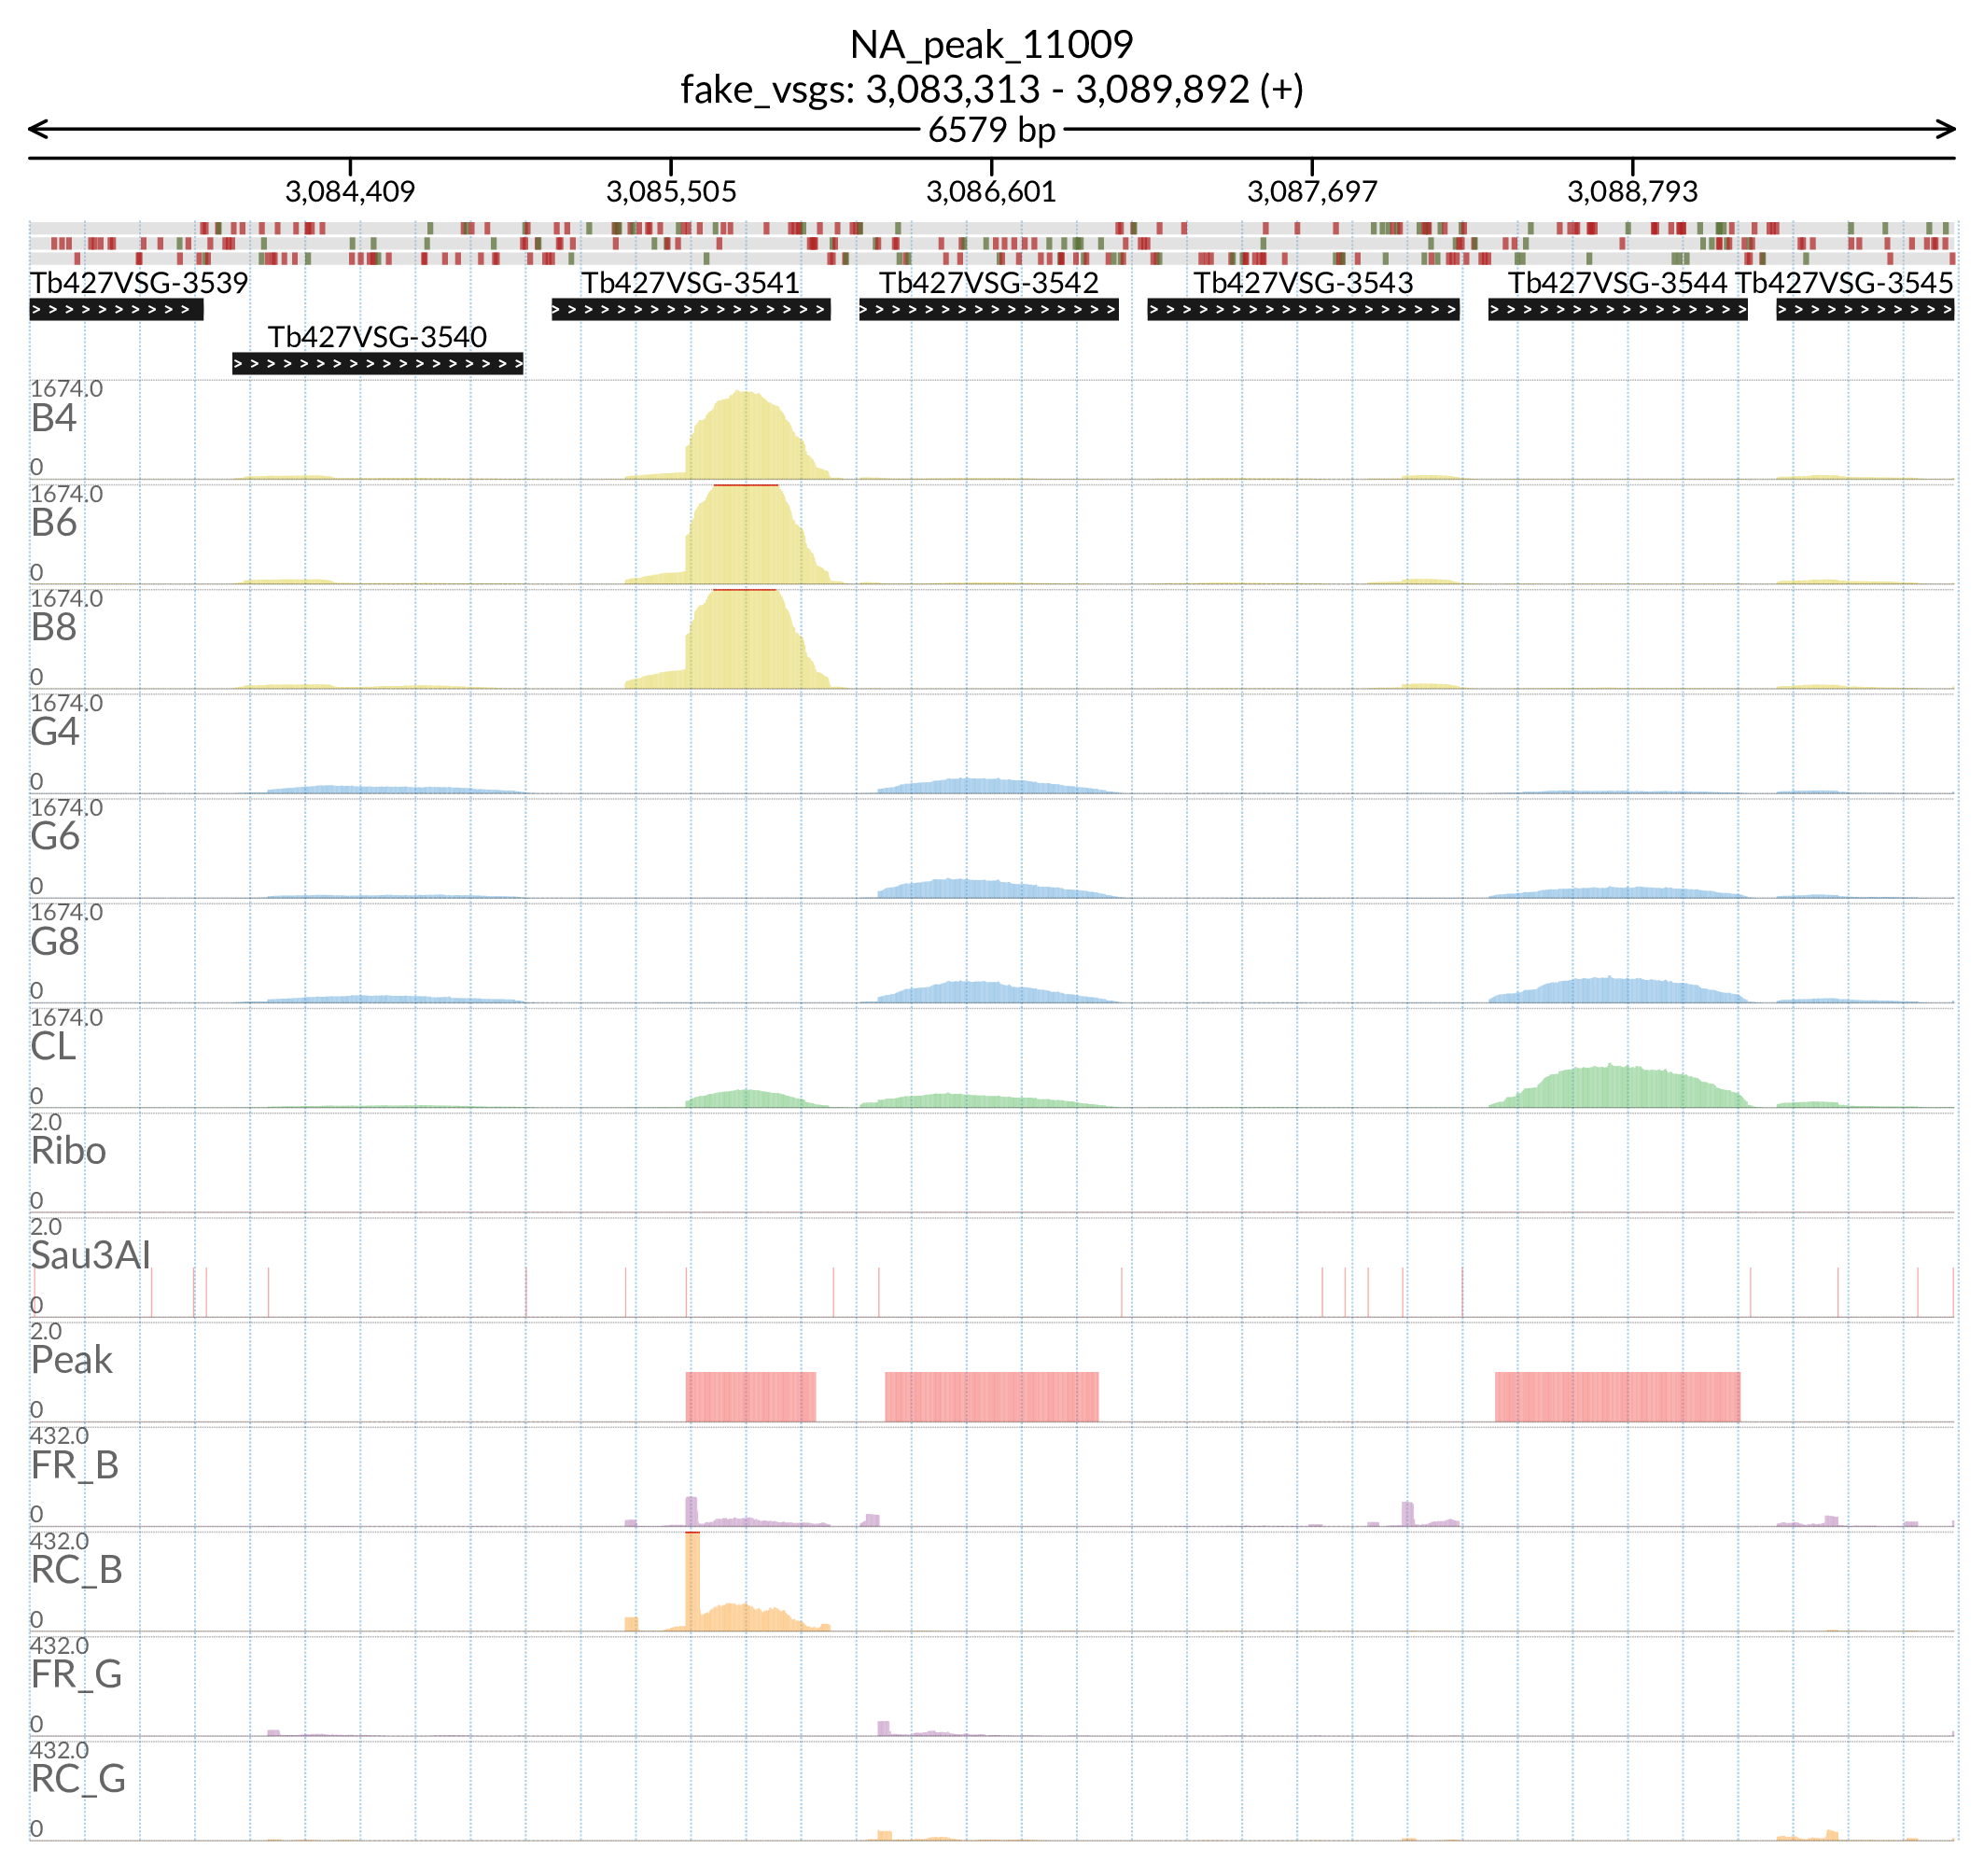 NA_peak_11009
fake_vsgs: 3,083,313 - 3,089,892 (+)
6579 bp
3,084,409 3,085,505 3,086,601 3,087,697 3,088,793
Tb427VSG-3539 Tb427VSG-3541 Tb427VSG-3542 Tb427VSG-3543 Tb427VSG-3544 Tb427VSG-3545
Tb427VSG-3540
1674.0
B4
0
1674.0
B6
0
1674.0
B8
0
1674.0
G4
0
1674.0
G6
0
1674.0
G8
0
1674.0
CL
0
2.0
Ribo
0
2.0
Sau3AI
0
2.0
Peak
0
432.0
FR_B
0
432.0
RC_B
0
432.0
FR_G
0
432.0
RC_G
0